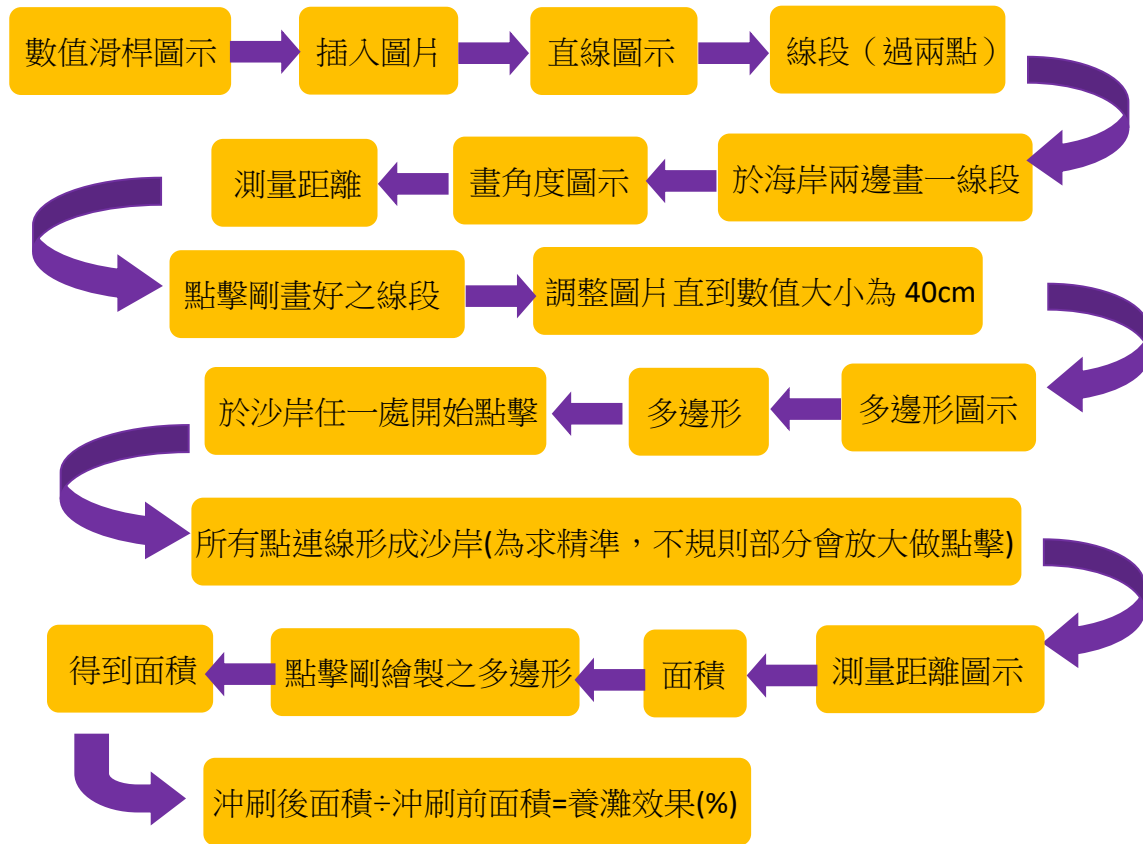 數值滑桿圖示
插入圖片
直線圖示
線段（過兩點）
於海岸兩邊畫一線段
畫角度圖示
測量距離
點擊剛畫好之線段
調整圖片直到數值大小為 40cm
多邊形圖示
多邊形
於沙岸任一處開始點擊
所有點連線形成沙岸(為求精準，不規則部分會放大做點擊)
測量距離圖示
面積
點擊剛繪製之多邊形
得到面積
沖刷後面積÷沖刷前面積=養灘效果(%)